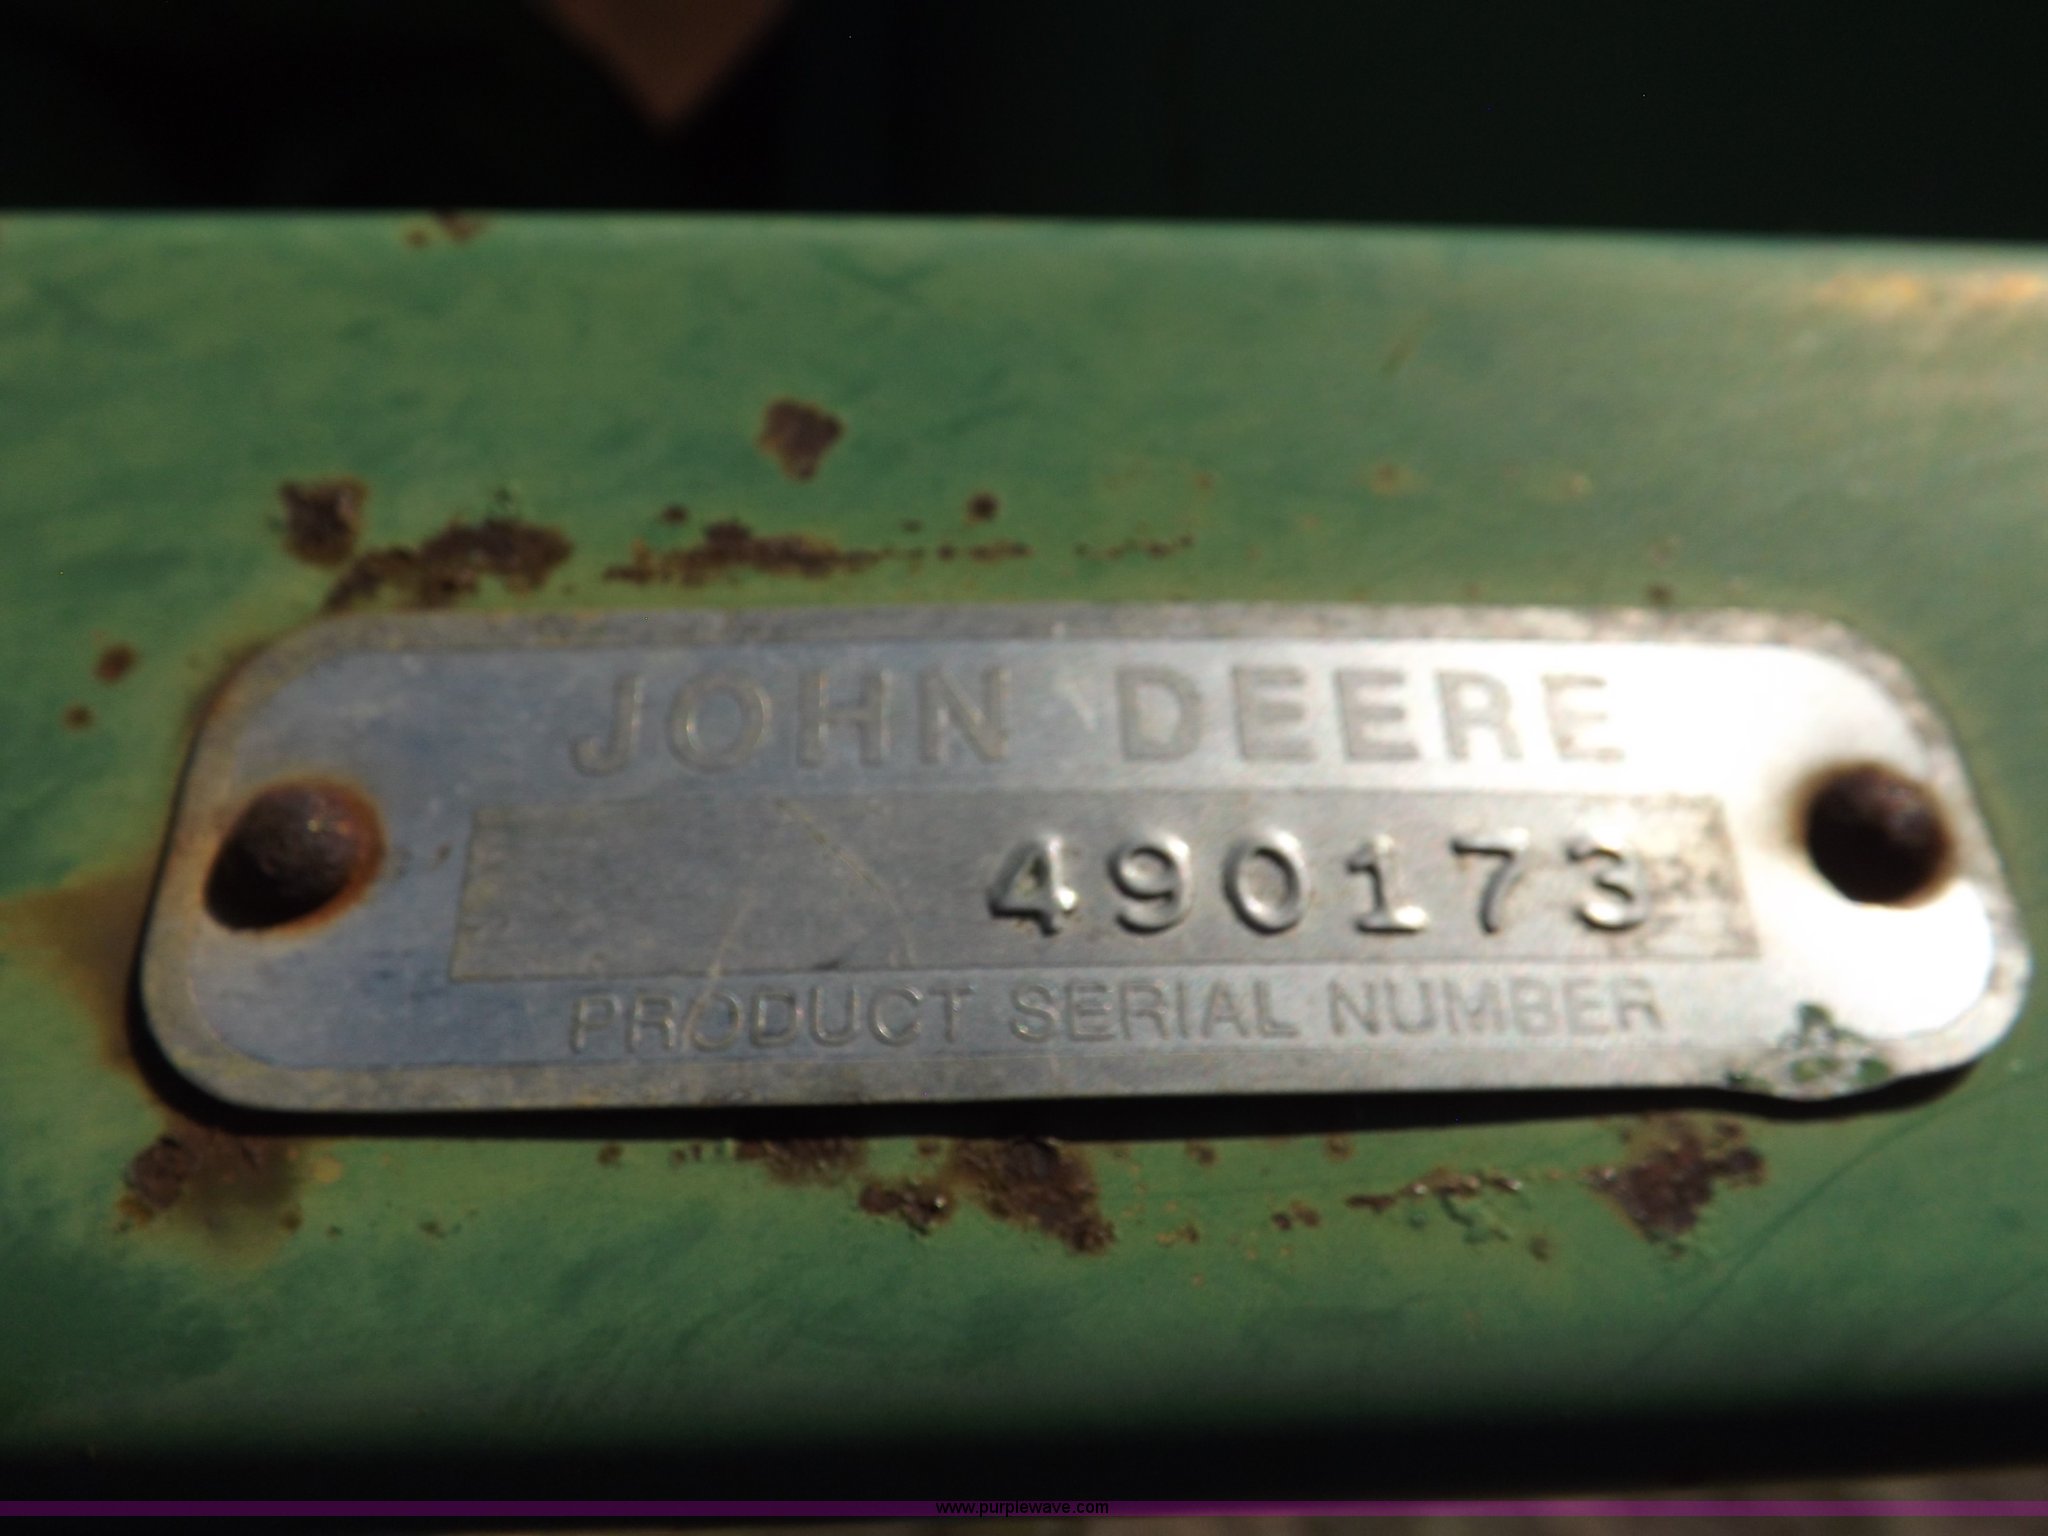 JOHN DEERE
490173
PRODUCT SERIAL NUMBER
www.purplewave.com